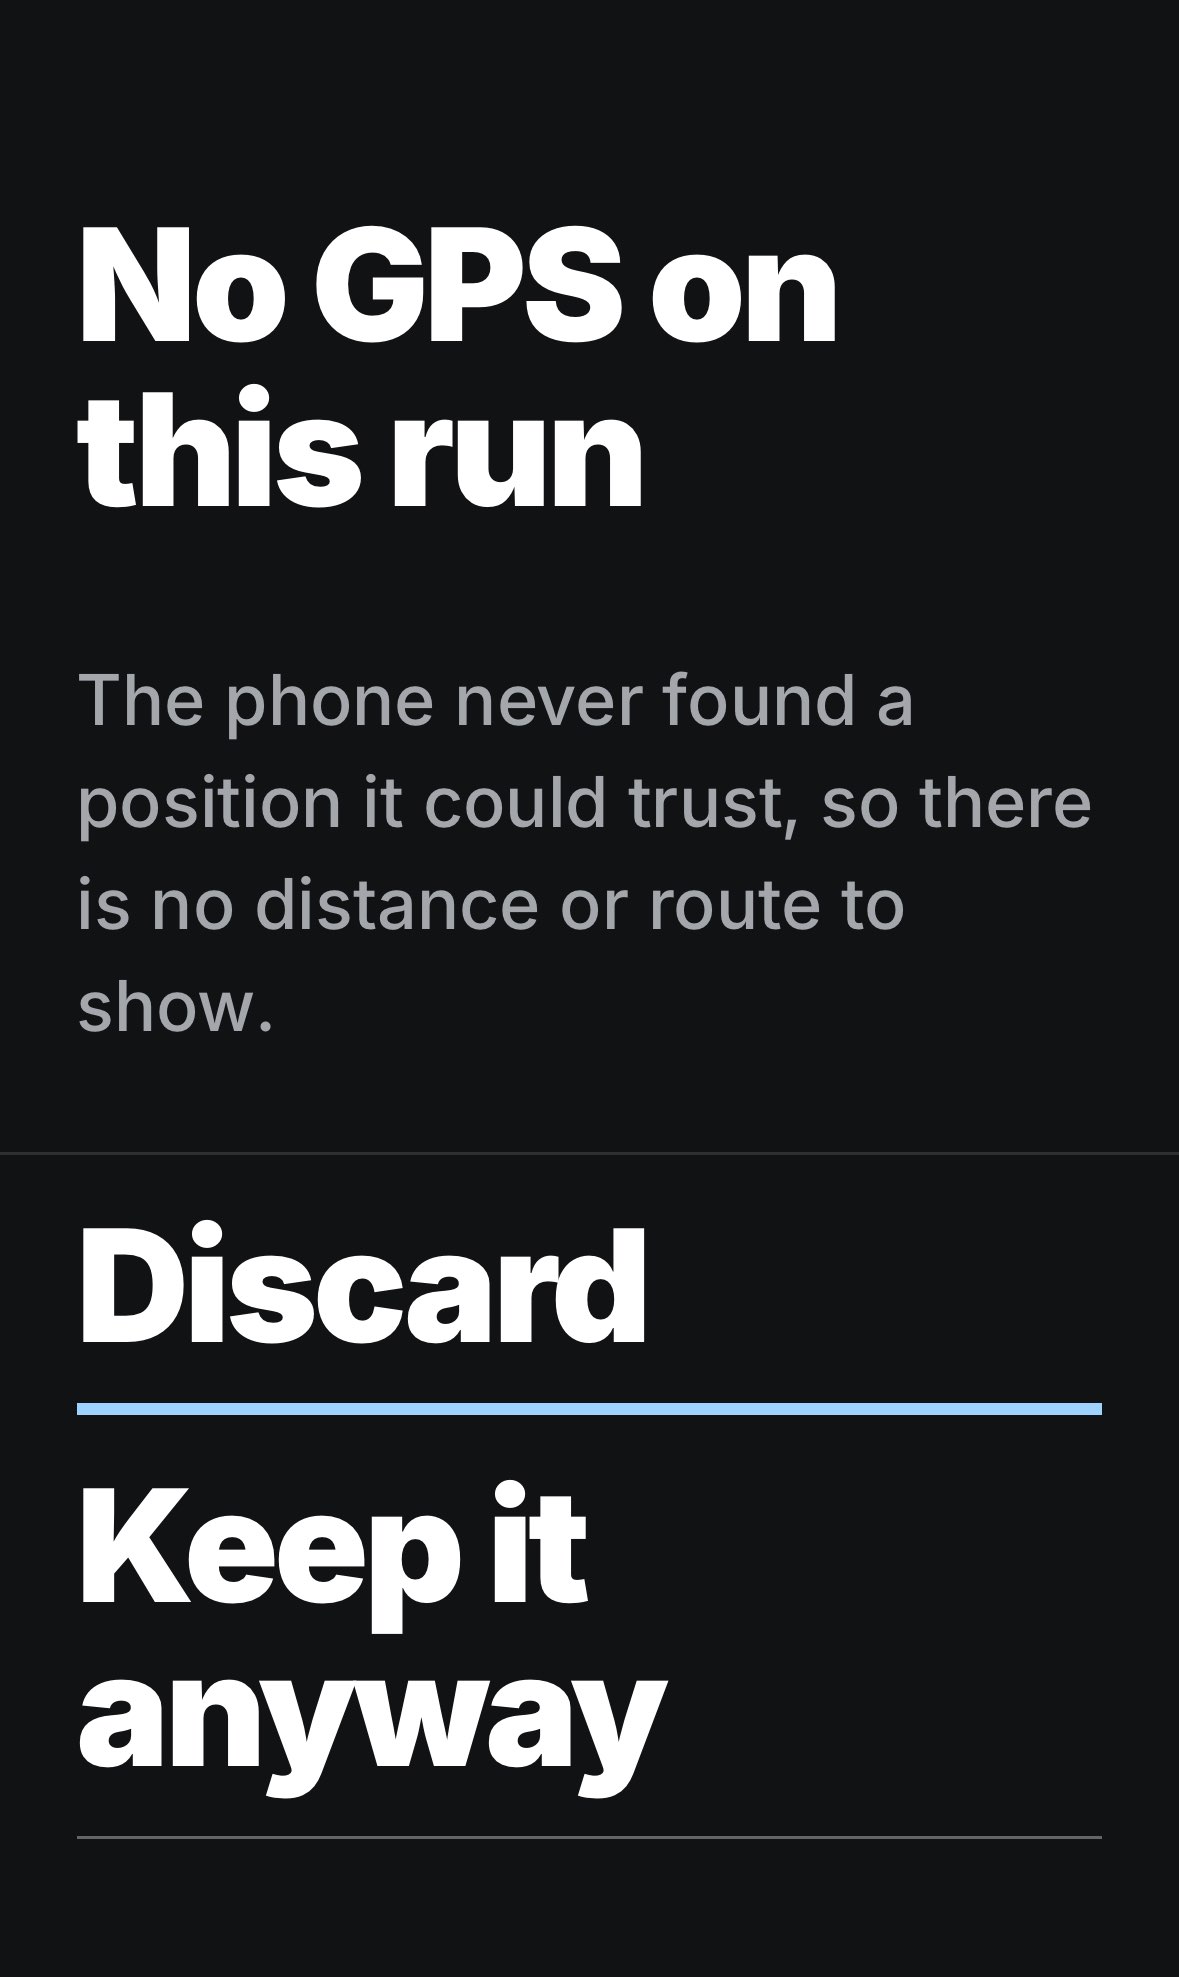 No GPS on
this run
The phone never found a
position it could trust, so there
is no distance or route to
show.
Discard
Keep it
anyway